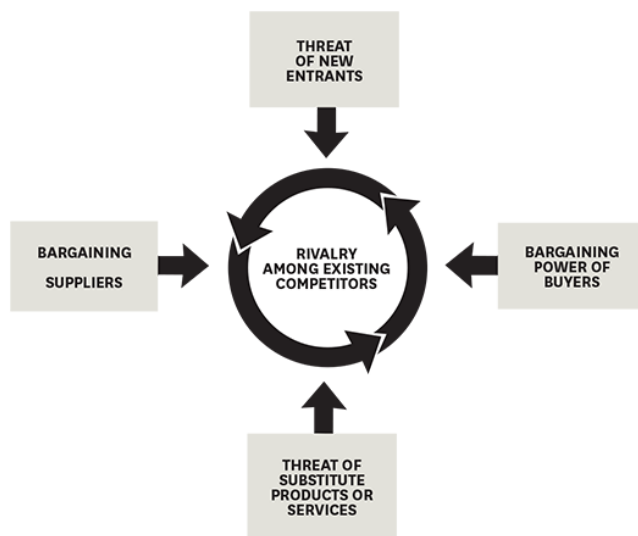 THREAT
OF NEW
ENTRANTS
BARGAINING
SUPPLIERS
RIVALRY
AMONG EXISTING
COMPETITORS
BARGAINING
POWER OF
BUYERS
THREAT OF
SUBSTITUTE
PRODUCTS OR
SERVICES